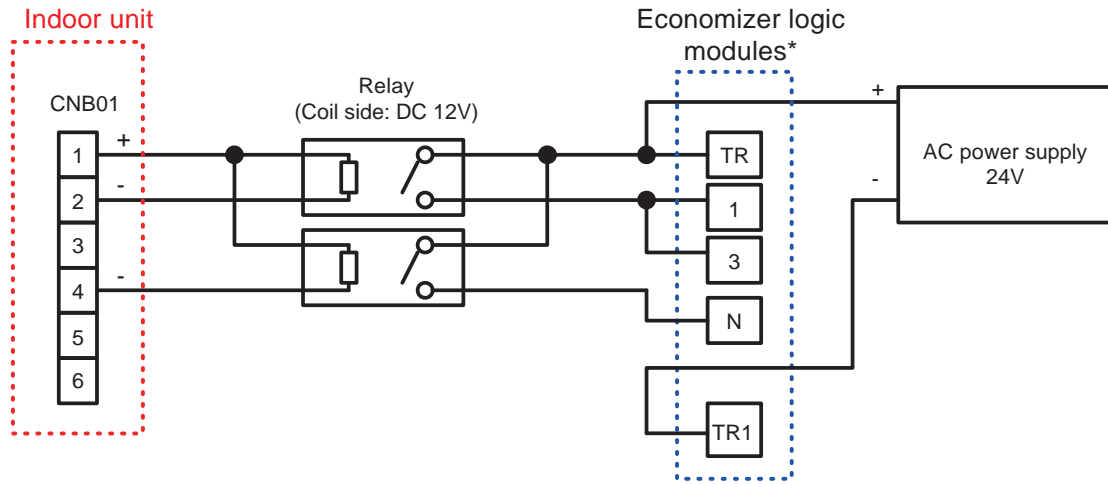 Indoor unit
Economizer logic
modules*
Relay
(Coil side: DC 12V)
CNB01
+
-
-
1
2
3
4
5
6
TR
1
3
N
TR1
+
-
AC power supply
24V